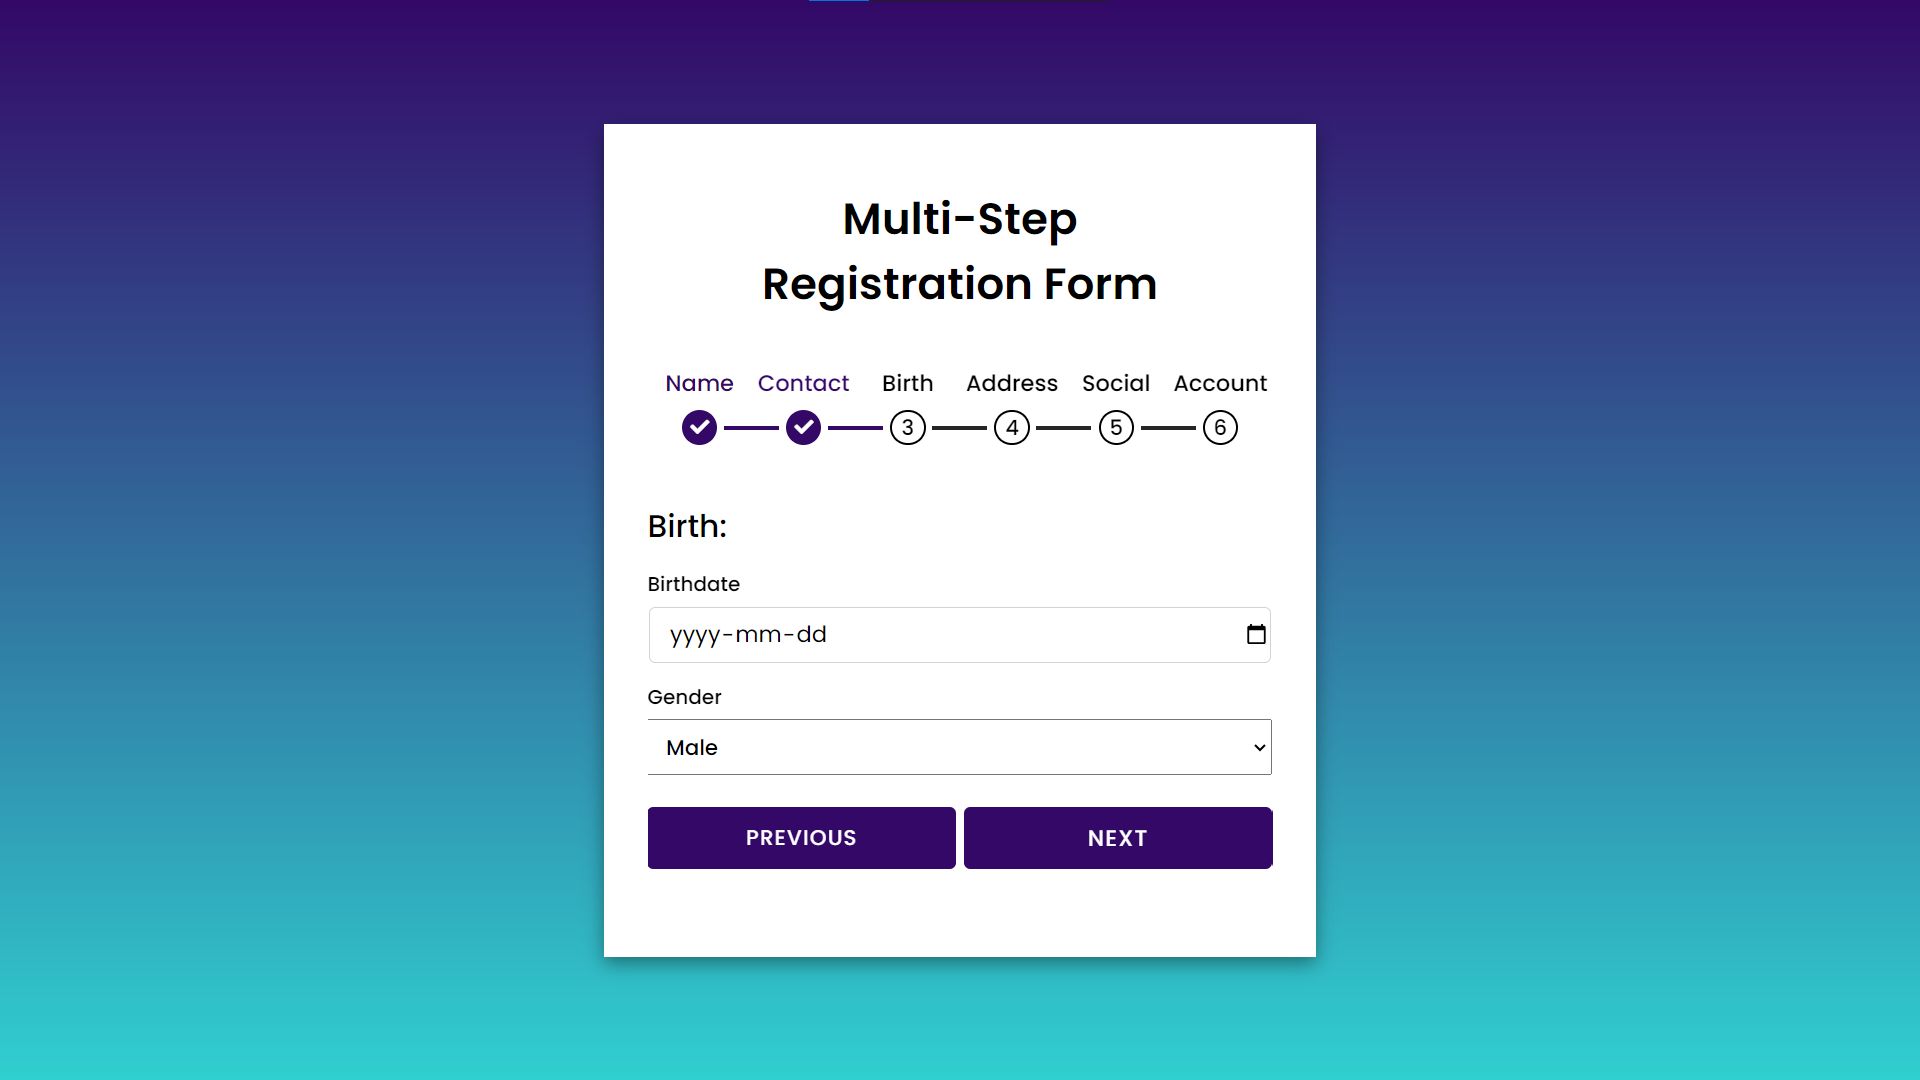 Multi-Step
Registration Form
Name Contact Birth Address Social Account
3 4 5 6
Birth:
Birthdate
yyyy-mm-dd
Gender
Male
PREVIOUS NEXT